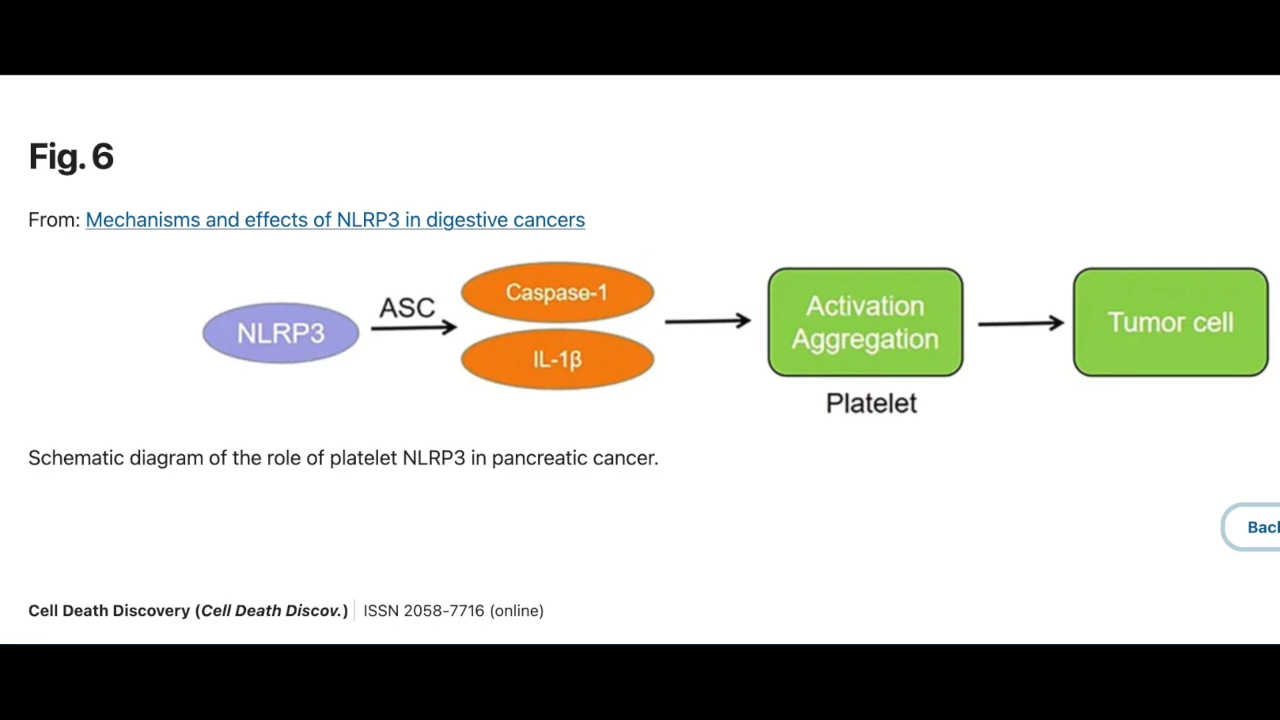 Fig. 6
From: Mechanisms and effects of NLRP3 in digestive cancers
NLRP3
ASC
Caspase-1
IL-1β
Activation
Aggregation
Platelet
Tumor cell
Schematic diagram of the role of platelet NLRP3 in pancreatic cancer.
Cell Death Discovery (Cell Death Discov.) ISSN 2058-7716 (online)